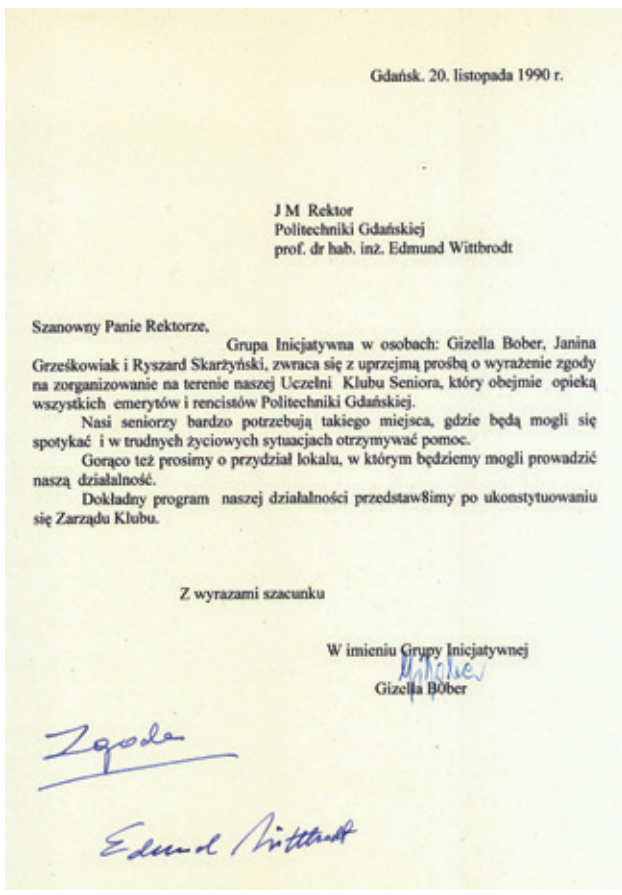 Gdańsk. 20. listopada 1990 r.
J M Rektor
Politechniki Gdańskiej
prof. dr hab. inż. Edmund Wittbrodt
Szanowny Panie Rektorze,
Grupa Inicjatywna w osobach: Gizella Bober, Janina
Grześkowiak i Ryszard Skarżyński, zwraca się z uprzejmą prośbą o wyrażenie zgody
na zorganizowanie na terenie naszej Uczelni Klubu Seniora, który obejmie opieką
wszystkich emerytów i rencistów Politechniki Gdańskiej.
Nasi seniorzy bardzo potrzebują takiego miejsca, gdzie będą mogli się
spotykać i w trudnych życiowych sytuacjach otrzymywać pomoc.
Gorąco też prosimy o przydział lokalu, w którym będziemy mogli prowadzić
naszą działalność.
Dokładny program naszej działalności przedstaw8imy po ukonstytuowaniu
się Zarządu Klubu.
Z wyrazami szacunku
W imieniu Grupy Inicjatywnej
Gizella Bober
Zgoda
Edmund Wittbrodt